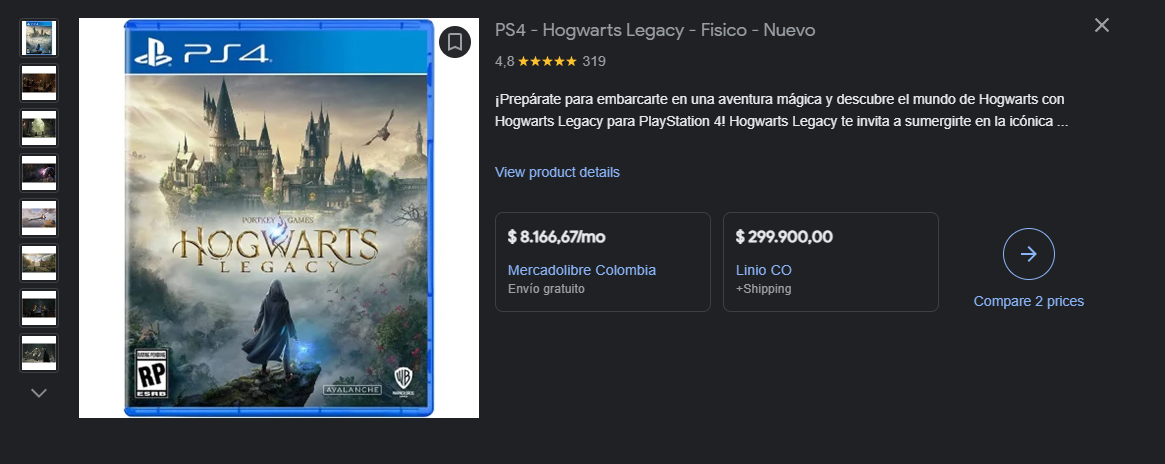 PS4 - Hogwarts Legacy - Fisico - Nuevo
4,8 ★★★★★ 319
¡Prepárate para embarcarte en una aventura mágica y descubre el mundo de Hogwarts con
Hogwarts Legacy para PlayStation 4! Hogwarts Legacy te invita a sumergirte en la icónica ...
View product details
$ 8.166,67/mo
Mercadolibre Colombia
Envío gratuito
$ 299.900,00
Linio CO
+Shipping
Compare 2 prices
PS4
PORTKEY GAMES
HOGWARTS
LEGACY
RATING PENDING
RP
ESRB
AVALANCHE
WB